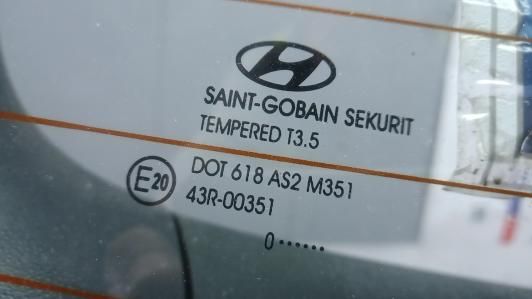 SAINT-GOBAIN SEKURIT
TEMPERED T3.5
DOT 618 AS2 M351
E20
43R-00351
0••••••